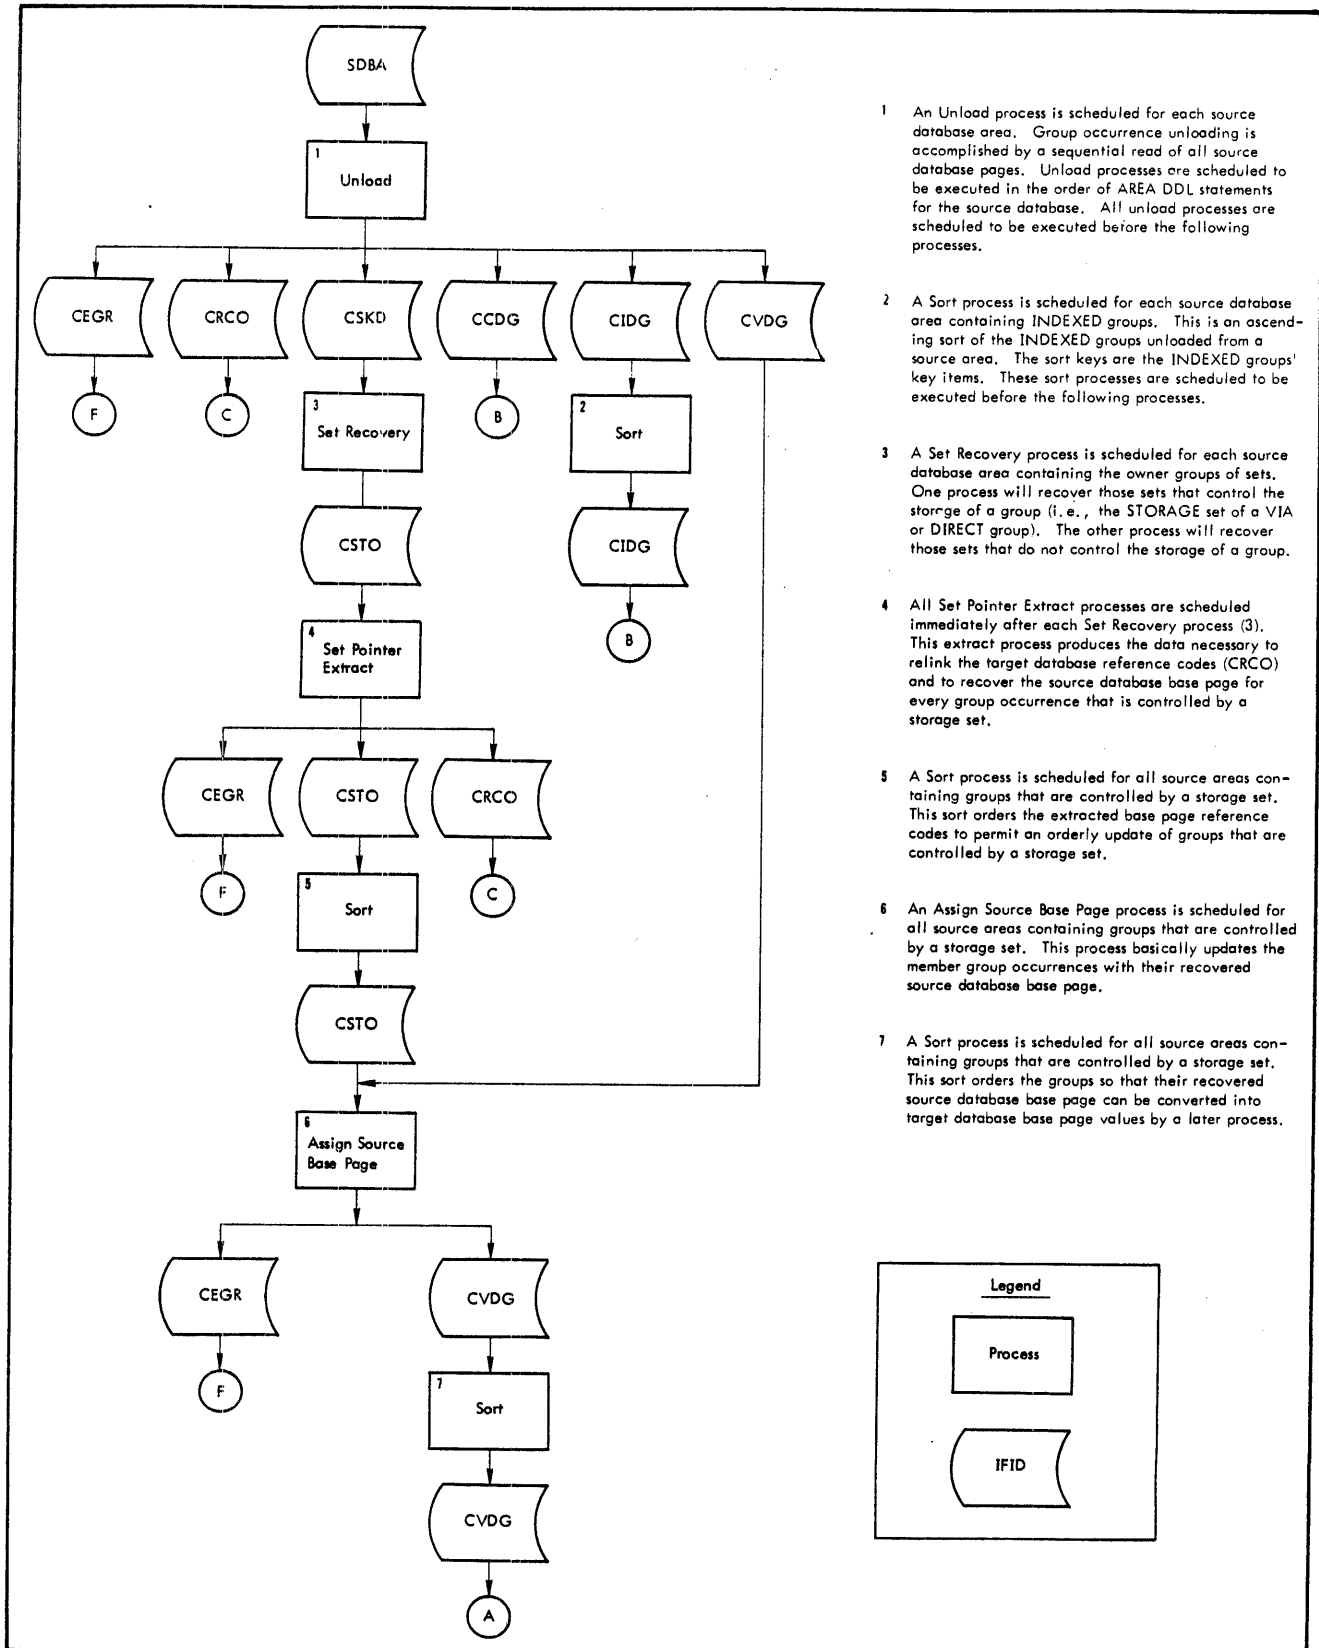 SDBA
1
Unload
CEGR
CRCO
CSKD
CCDG
CIDG
CVDG
F
C
3
Set Recovery
B
2
Sort
CSTO
CIDG
4
Set Pointer
Extract
B
CEGR
CSTO
CRCO
F
5
Sort
C
CSTO
6
Assign Source
Base Page
CEGR
CVDG
F
7
Sort
CVDG
A
1 An Unload process is scheduled for each source
database area. Group occurrence unloading is
accomplished by a sequential read of all source
database pages. Unload processes are scheduled to
be executed in the order of AREA DDL statements
for the source database. All unload processes are
scheduled to be executed before the following
processes.
2 A Sort process is scheduled for each source database
area containing INDEXED groups. This is an ascend-
ing sort of the INDEXED groups unloaded from a
source area. The sort keys are the INDEXED groups'
key items. These sort processes are scheduled to be
executed before the following processes.
3 A Set Recovery process is scheduled for each source
database area containing the owner groups of sets.
One process will recover those sets that control the
storage of a group (i.e., the STORAGE set of a VIA
or DIRECT group). The other process will recover
those sets that do not control the storage of a group.
4 All Set Pointer Extract processes are scheduled
immediately after each Set Recovery process (3).
This extract process produces the data necessary to
relink the target database reference codes (CRCO)
and to recover the source database base page for
every group occurrence that is controlled by a
storage set.
5 A Sort process is scheduled for all source areas con-
taining groups that are controlled by a storage set.
This sort orders the extracted base page reference
codes to permit an orderly update of groups that are
controlled by a storage set.
6 An Assign Source Base Page process is scheduled for
all source areas containing groups that are controlled
by a storage set. This process basically updates the
member group occurrences with their recovered
source database base page.
7 A Sort process is scheduled for all source areas con-
taining groups that are controlled by a storage set.
This sort orders the groups so that their recovered
source database base page can be converted into
target database base page values by a later process.
Legend
Process
IFID